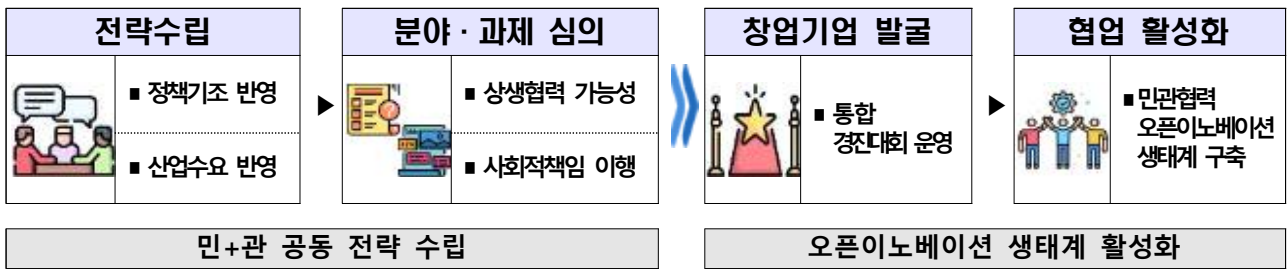 전략수립
■ 정책기조 반영
■ 산업수요 반영
▶
분야 · 과제 심의
■ 상생협력 가능성
■ 사회적책임 이행
창업기업 발굴
■ 통합
경진대회 운영
▶
협업 활성화
■ 민관협력
오픈이노베이션
생태계 구축
민+관 공동 전략 수립
오픈이노베이션 생태계 활성화